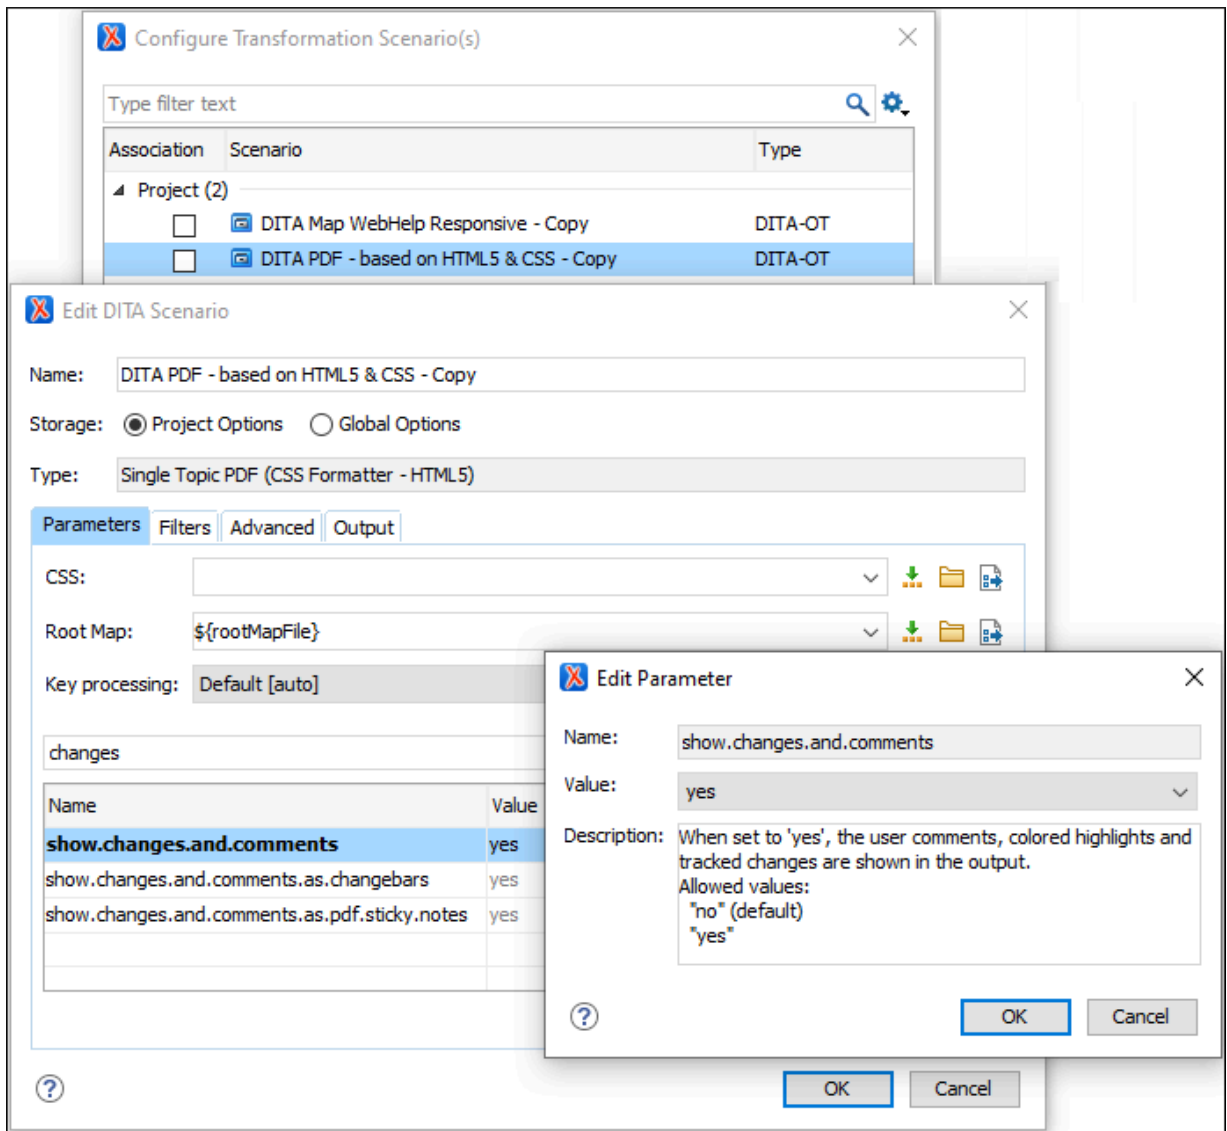 Configure Transformation Scenario(s)
Type filter text
Association Scenario Type
Project (2)
DITA Map WebHelp Responsive - Copy DITA-OT
DITA PDF - based on HTML5 & CSS - Copy DITA-OT
Edit DITA Scenario
Name: DITA PDF - based on HTML5 & CSS - Copy
Storage: Project Options Global Options
Type: Single Topic PDF (CSS Formatter - HTML5)
Parameters Filters Advanced Output
CSS:
Root Map: ${rootMapFile}
Key processing: Default [auto]
changes
Name Value
show.changes.and.comments yes
show.changes.and.comments.as.changebars yes
show.changes.and.comments.as.pdf.sticky.notes yes
OK Cancel
Edit Parameter
Name: show.changes.and.comments
Value: yes
Description: When set to 'yes', the user comments, colored highlights and
tracked changes are shown in the output.
Allowed values:
"no" (default)
"yes"
OK Cancel